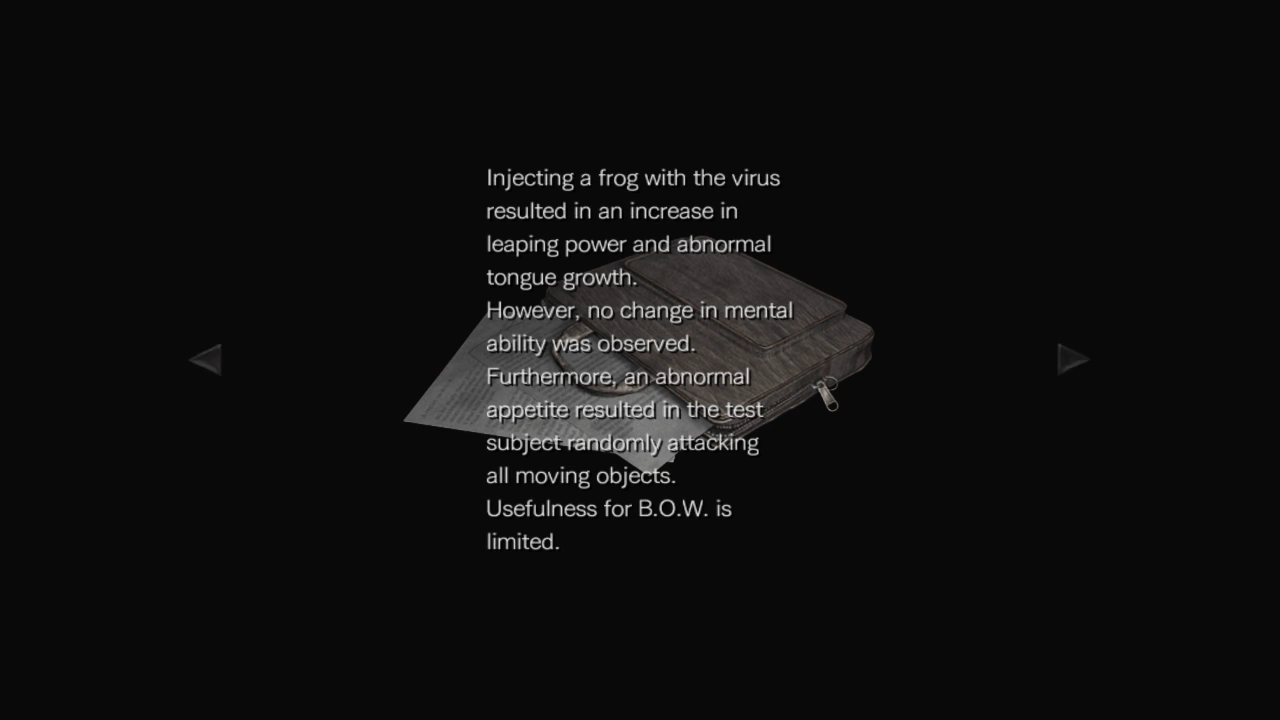 Injecting a frog with the virus
resulted in an increase in
leaping power and abnormal
tongue growth.
However, no change in mental
ability was observed.
Furthermore, an abnormal
appetite resulted in the test
subject randomly attacking
all moving objects.
Usefulness for B.O.W. is
limited.